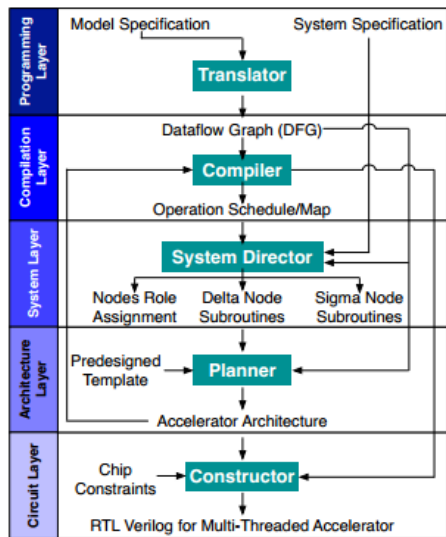 Programming
Layer
Model Specification
System Specification
Translator
Compilation
Layer
Dataflow Graph (DFG)
Compiler
Operation Schedule/Map
System Layer
System Director
Nodes Role
Assignment
Delta Node
Subroutines
Sigma Node
Subroutines
Architecture
Layer
Predesigned
Template
Planner
Accelerator Architecture
Circuit Layer
Chip
Constraints
Constructor
RTL Verilog for Multi-Threaded Accelerator